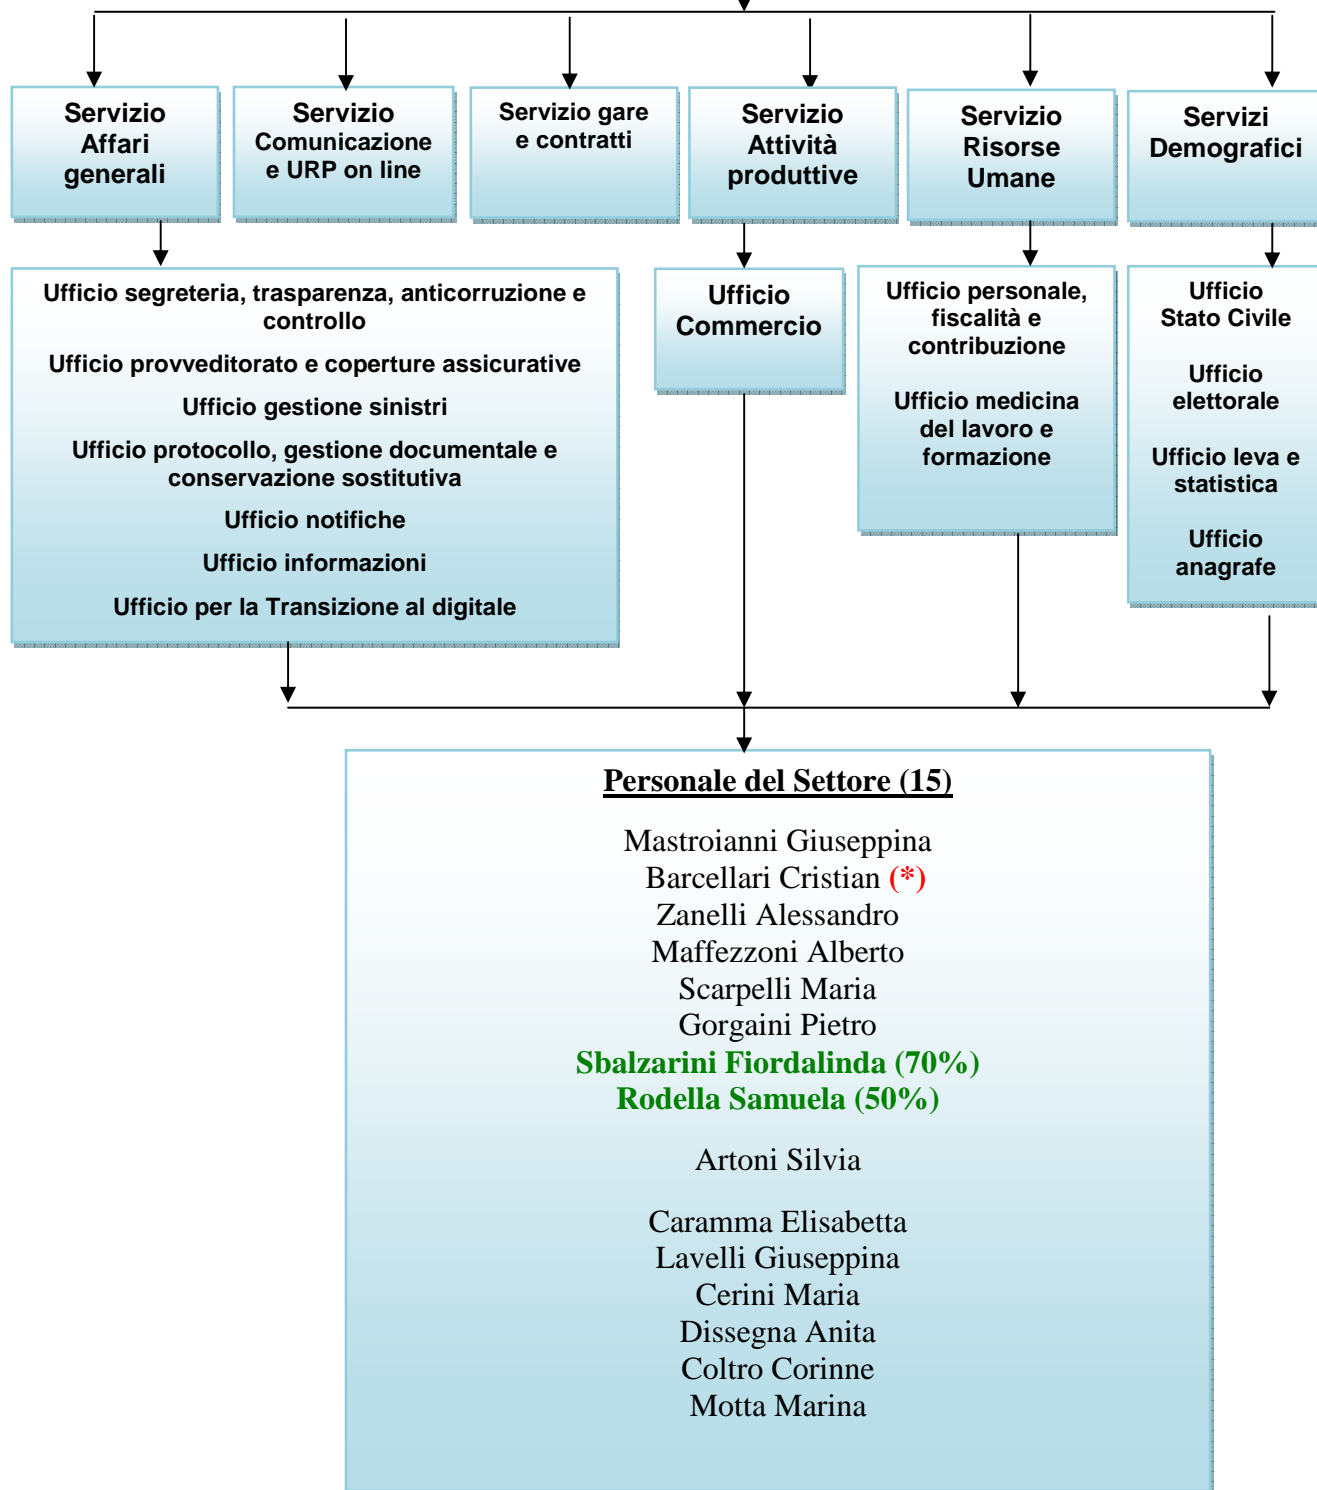 Servizio
Affari
generali
Servizio
Comunicazione
e URP on line
Servizio gare
e contratti
Servizio
Attività
produttive
Servizio
Risorse
Umane
Servizi
Demografici
Ufficio segreteria, trasparenza, anticorruzione e
controllo
Ufficio provveditorato e coperture assicurative
Ufficio gestione sinistri
Ufficio protocollo, gestione documentale e
conservazione sostitutiva
Ufficio notifiche
Ufficio informazioni
Ufficio per la Transizione al digitale
Ufficio
Commercio
Ufficio personale,
fiscalità e
contribuzione
Ufficio medicina
del lavoro e
formazione
Ufficio
Stato Civile
Ufficio
elettorale
Ufficio leva e
statistica
Ufficio
anagrafe
Personale del Settore (15)
Mastroianni Giuseppina
Barcellari Cristian (*)
Zanelli Alessandro
Maffezzoni Alberto
Scarpelli Maria
Gorgaini Pietro
Sbalzarini Fiordalinda (70%)
Rodella Samuela (50%)
Artoni Silvia
Caramma Elisabetta
Lavelli Giuseppina
Cerini Maria
Dissegna Anita
Coltro Corinne
Motta Marina